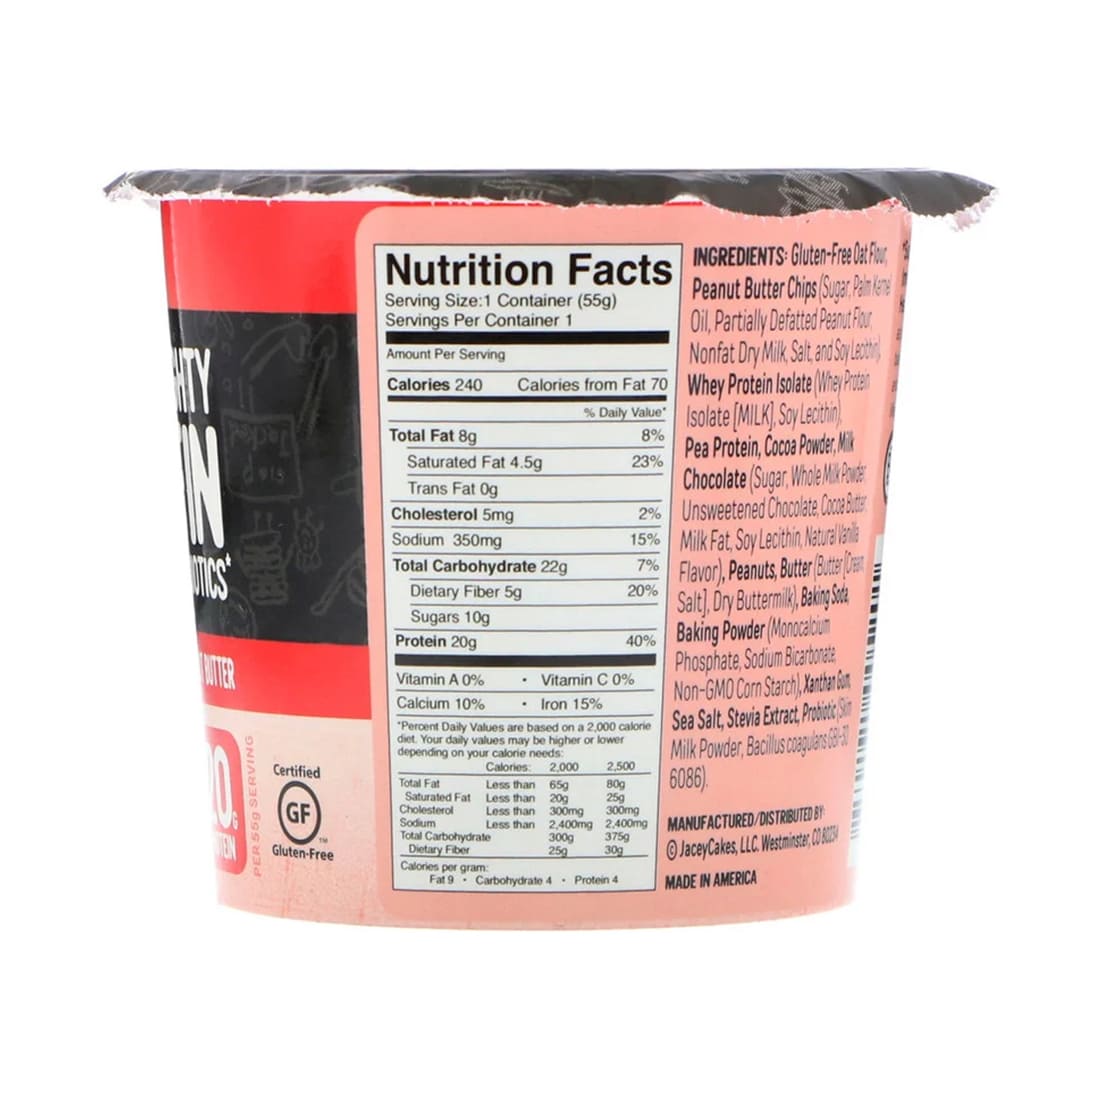 HTY
IN
OTICS*
BUTTER
20G
PER 55g SERVING
Certified
GF
TM
Gluten-Free
Nutrition Facts
Serving Size:1 Container (55g)
Servings Per Container 1
Amount Per Serving
Calories 240 Calories from Fat 70
% Daily Value*
Total Fat 8g 8%
Saturated Fat 4.5g 23%
Trans Fat 0g
Cholesterol 5mg 2%
Sodium 350mg 15%
Total Carbohydrate 22g 7%
Dietary Fiber 5g 20%
Sugars 10g
Protein 20g 40%
Vitamin A 0% • Vitamin C 0%
Calcium 10% • Iron 15%
*Percent Daily Values are based on a 2,000 calorie
diet. Your daily values may be higher or lower
depending on your calorie needs:
Calories: 2,000 2,500
Total Fat Less than 65g 80g
Saturated Fat Less than 20g 25g
Cholesterol Less than 300mg 300mg
Sodium Less than 2,400mg 2,400mg
Total Carbohydrate 300g 375g
Dietary Fiber 25g 30g
Calories per gram:
Fat 9 • Carbohydrate 4 • Protein 4
INGREDIENTS: Gluten-Free Oat Flour,
Peanut Butter Chips (Sugar, Palm Kernel
Oil, Partially Defatted Peanut Flour,
Nonfat Dry Milk, Salt, and Soy Lecithin),
Whey Protein Isolate (Whey Protein
Isolate [MILK], Soy Lecithin),
Pea Protein, Cocoa Powder, Milk
Chocolate (Sugar, Whole Milk Powder,
Unsweetened Chocolate, Cocoa Butter,
Milk Fat, Soy Lecithin, Natural Vanilla
Flavor), Peanuts, Butter (Butter [Cream,
Salt], Dry Buttermilk), Baking Soda,
Baking Powder (Monocalcium
Phosphate, Sodium Bicarbonate,
Non-GMO Corn Starch), Xanthan Gum,
Sea Salt, Stevia Extract, Probiotic (Skim
Milk Powder, Bacillus coagulans GBI-30
6086).
MANUFACTURED/DISTRIBUTED BY:
© JaceyCakes, LLC. Westminster, CO 80234
MADE IN AMERICA